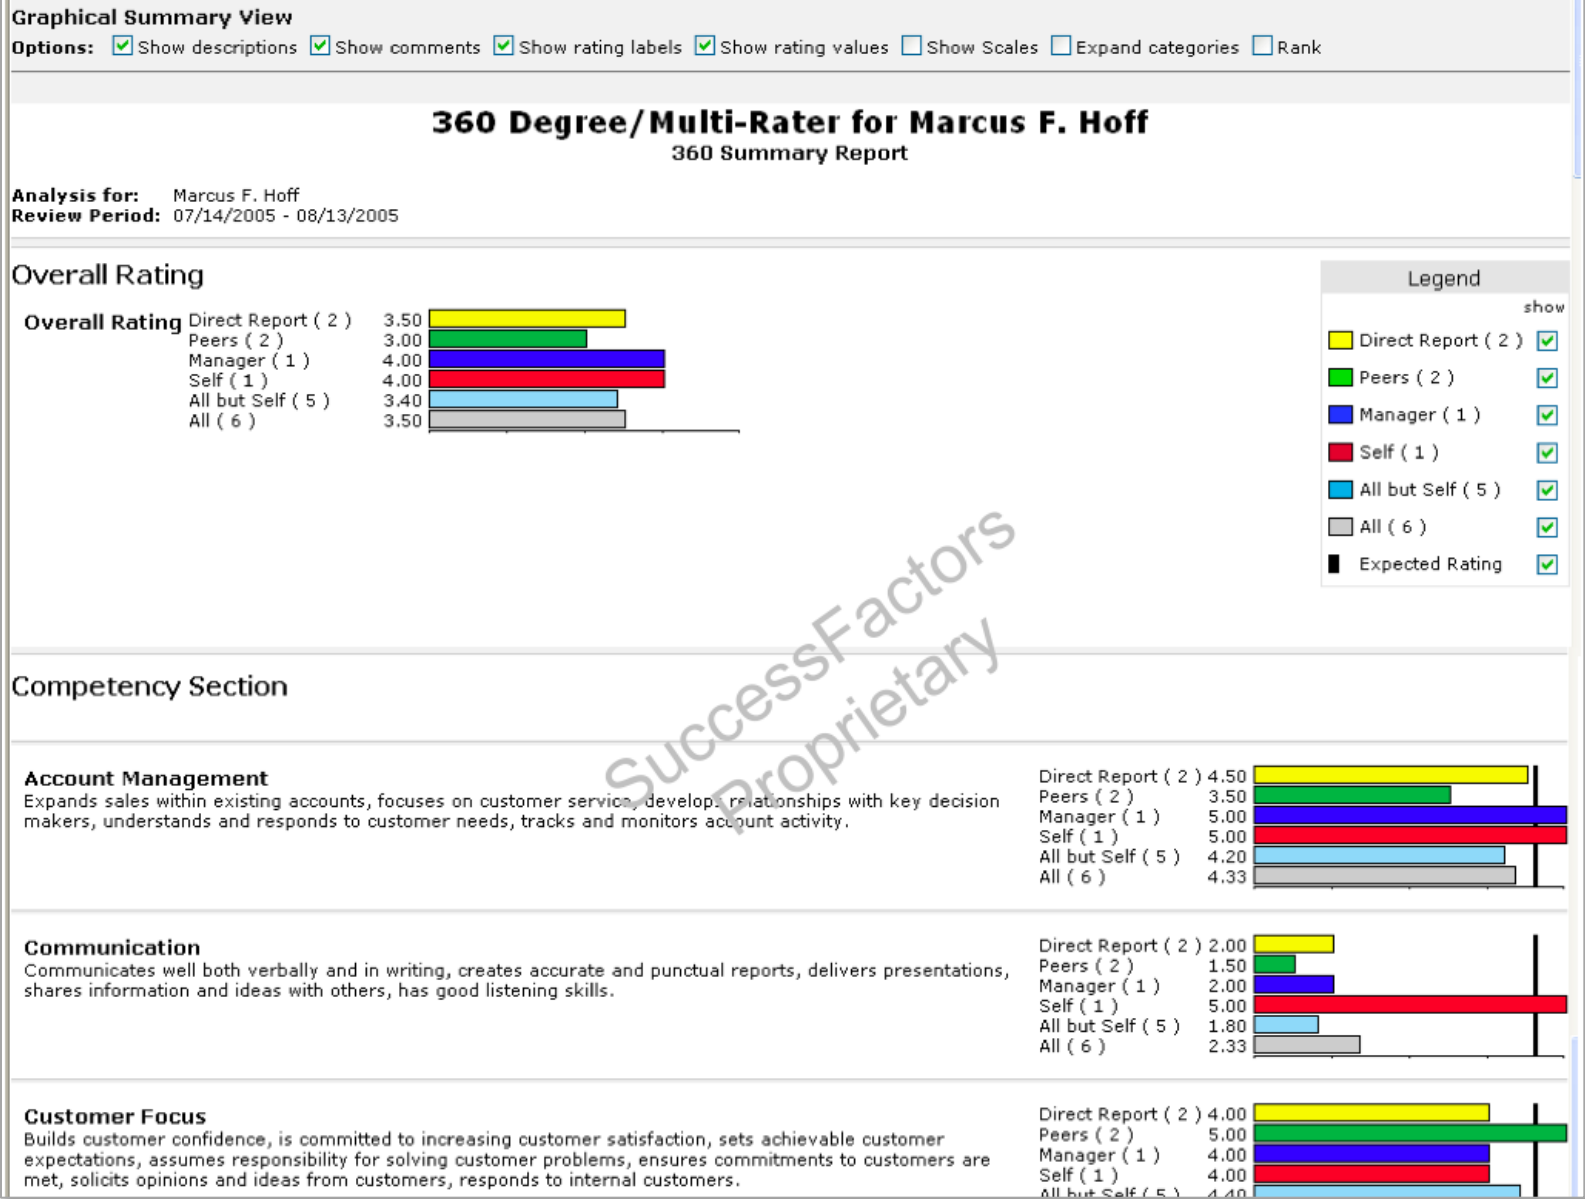 Graphical Summary View
Options: Show descriptions Show comments Show rating labels Show rating values Show Scales Expand categories Rank
360 Degree/Multi-Rater for Marcus F. Hoff
360 Summary Report
Analysis for: Marcus F. Hoff
Review Period: 07/14/2005 - 08/13/2005
Overall Rating
Overall Rating Direct Report ( 2 ) 3.50
Peers ( 2 ) 3.00
Manager ( 1 ) 4.00
Self ( 1 ) 4.00
All but Self ( 5 ) 3.40
All ( 6 ) 3.50
Legend
show
Direct Report ( 2 )
Peers ( 2 )
Manager ( 1 )
Self ( 1 )
All but Self ( 5 )
All ( 6 )
Expected Rating
SuccessFactors
Proprietary
Competency Section
Account Management
Expands sales within existing accounts, focuses on customer service, develops relationships with key decision
makers, understands and responds to customer needs, tracks and monitors account activity.
Direct Report ( 2 ) 4.50
Peers ( 2 ) 3.50
Manager ( 1 ) 5.00
Self ( 1 ) 5.00
All but Self ( 5 ) 4.20
All ( 6 ) 4.33
Communication
Communicates well both verbally and in writing, creates accurate and punctual reports, delivers presentations,
shares information and ideas with others, has good listening skills.
Direct Report ( 2 ) 2.00
Peers ( 2 ) 1.50
Manager ( 1 ) 2.00
Self ( 1 ) 5.00
All but Self ( 5 ) 1.80
All ( 6 ) 2.33
Customer Focus
Builds customer confidence, is committed to increasing customer satisfaction, sets achievable customer
expectations, assumes responsibility for solving customer problems, ensures commitments to customers are
met, solicits opinions and ideas from customers, responds to internal customers.
Direct Report ( 2 ) 4.00
Peers ( 2 ) 5.00
Manager ( 1 ) 4.00
Self ( 1 ) 4.00
All but Self ( 5 ) 4.40